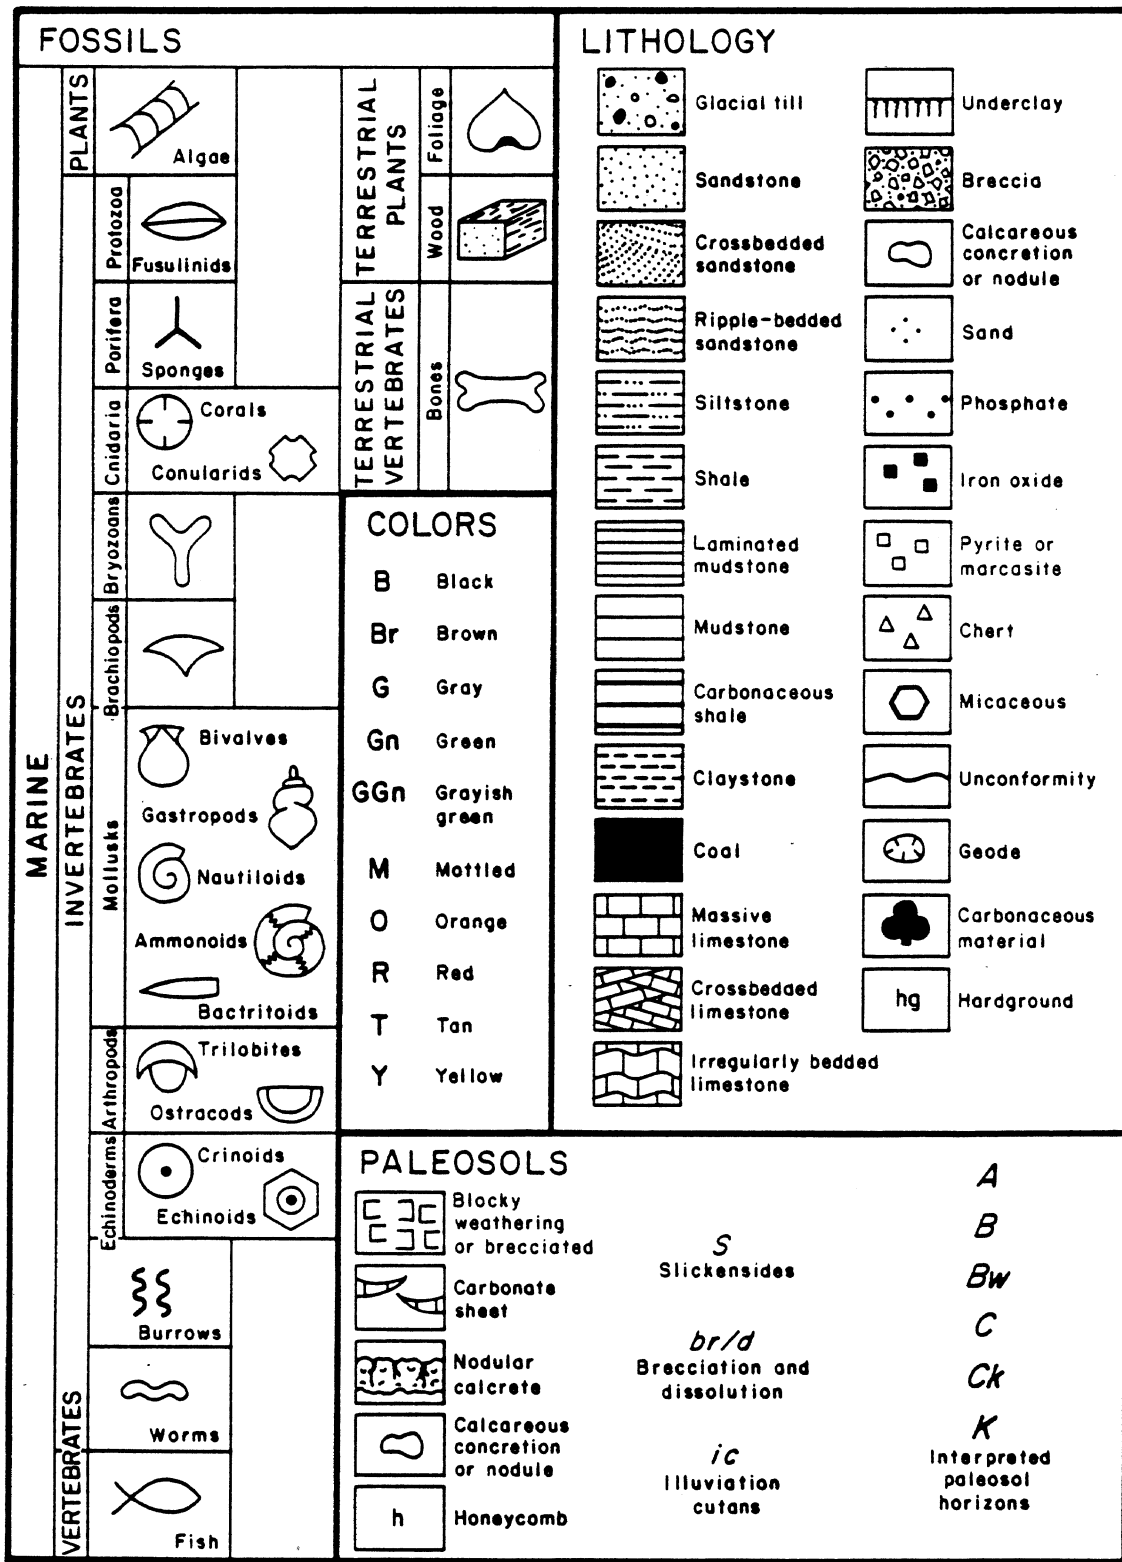 FOSSILS
MARINE
PLANTS
Algae
INVERTEBRATES
Protozoa
Fusulinids
Porifera
Sponges
Cnidaria
Corals
Conularids
Bryozoans
Brachiopods
Mollusks
Bivalves
Gastropods
Nautiloids
Ammonoids
Bactritoids
Arthropods
Trilobites
Ostracods
Echinoderms
Crinoids
Echinoids
Burrows
Worms
VERTEBRATES
Fish
TERRESTRIAL
PLANTS
Foliage
Wood
TERRESTRIAL
VERTEBRATES
Bones
COLORS
B Black
Br Brown
G Gray
Gn Green
GGn Grayish
green
M Mottled
O Orange
R Red
T Tan
Y Yellow
LITHOLOGY
Glacial till
Sandstone
Crossbedded
sandstone
Ripple-bedded
sandstone
Siltstone
Shale
Laminated
mudstone
Mudstone
Carbonaceous
shale
Claystone
Coal
Massive
limestone
Crossbedded
limestone
Irregularly bedded
limestone
Underclay
Breccia
Calcareous
concretion
or nodule
Sand
Phosphate
Iron oxide
Pyrite or
marcasite
Chert
Micaceous
Unconformity
Geode
Carbonaceous
material
hg Hardground
PALEOSOLS
Blocky
weathering
or brecciated
Carbonate
sheet
Nodular
calcrete
Calcareous
concretion
or nodule
h Honeycomb
S
Slickensides
br/d
Brecciation and
dissolution
ic
Illuviation
cutans
A
B
Bw
C
Ck
K
Interpreted
paleosol
horizons